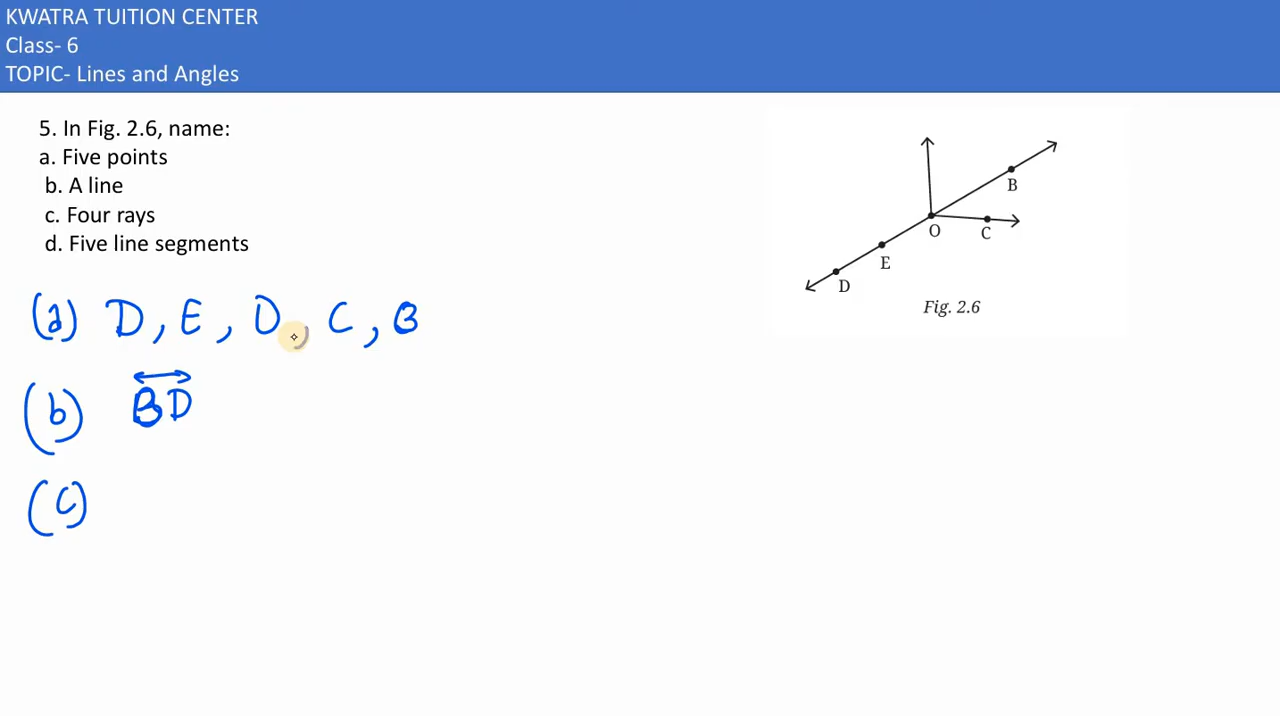 KWATRA TUITION CENTER
Class- 6
TOPIC- Lines and Angles
5. In Fig. 2.6, name:
a. Five points
b. A line
c. Four rays
d. Five line segments
B
O
C
E
D
Fig. 2.6
(a) D, E, D, C, B
(b) BD
(C)